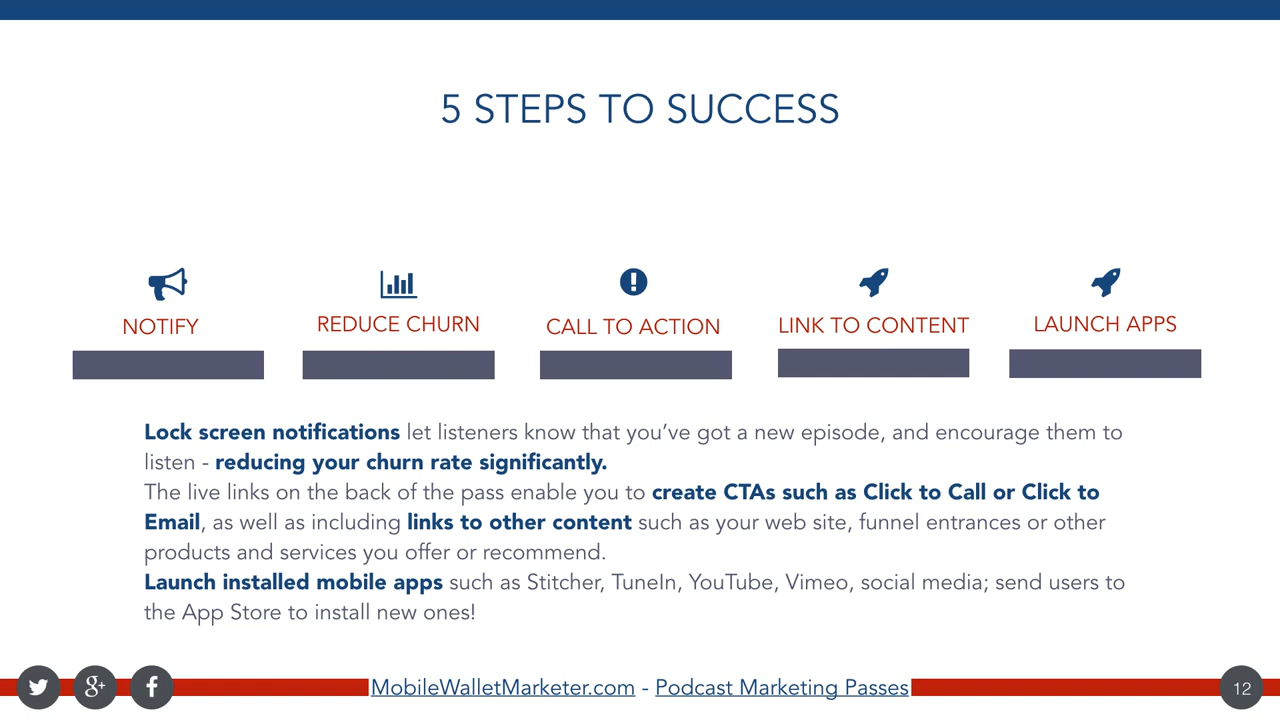 5 STEPS TO SUCCESS
NOTIFY
REDUCE CHURN
CALL TO ACTION
LINK TO CONTENT
LAUNCH APPS
Lock screen notifications let listeners know that you’ve got a new episode, and encourage them to
listen - reducing your churn rate significantly.
The live links on the back of the pass enable you to create CTAs such as Click to Call or Click to
Email, as well as including links to other content such as your web site, funnel entrances or other
products and services you offer or recommend.
Launch installed mobile apps such as Stitcher, TuneIn, YouTube, Vimeo, social media; send users to
the App Store to install new ones!
MobileWalletMarketer.com - Podcast Marketing Passes
12